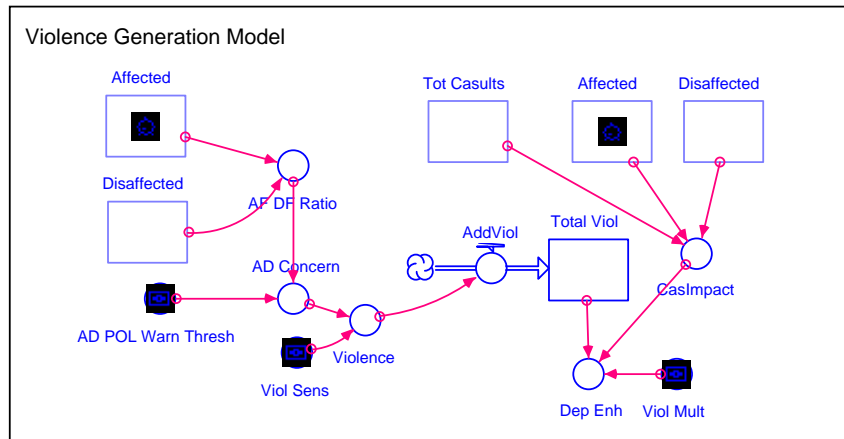 Violence Generation Model
Affected
Tot Casults
Affected
Disaffected
Disaffected
AF DF Ratio
AddViol
Total Viol
AD Concern
CasImpact
AD POL Warn Thresh
Violence
Viol Sens
Dep Enh
Viol Mult